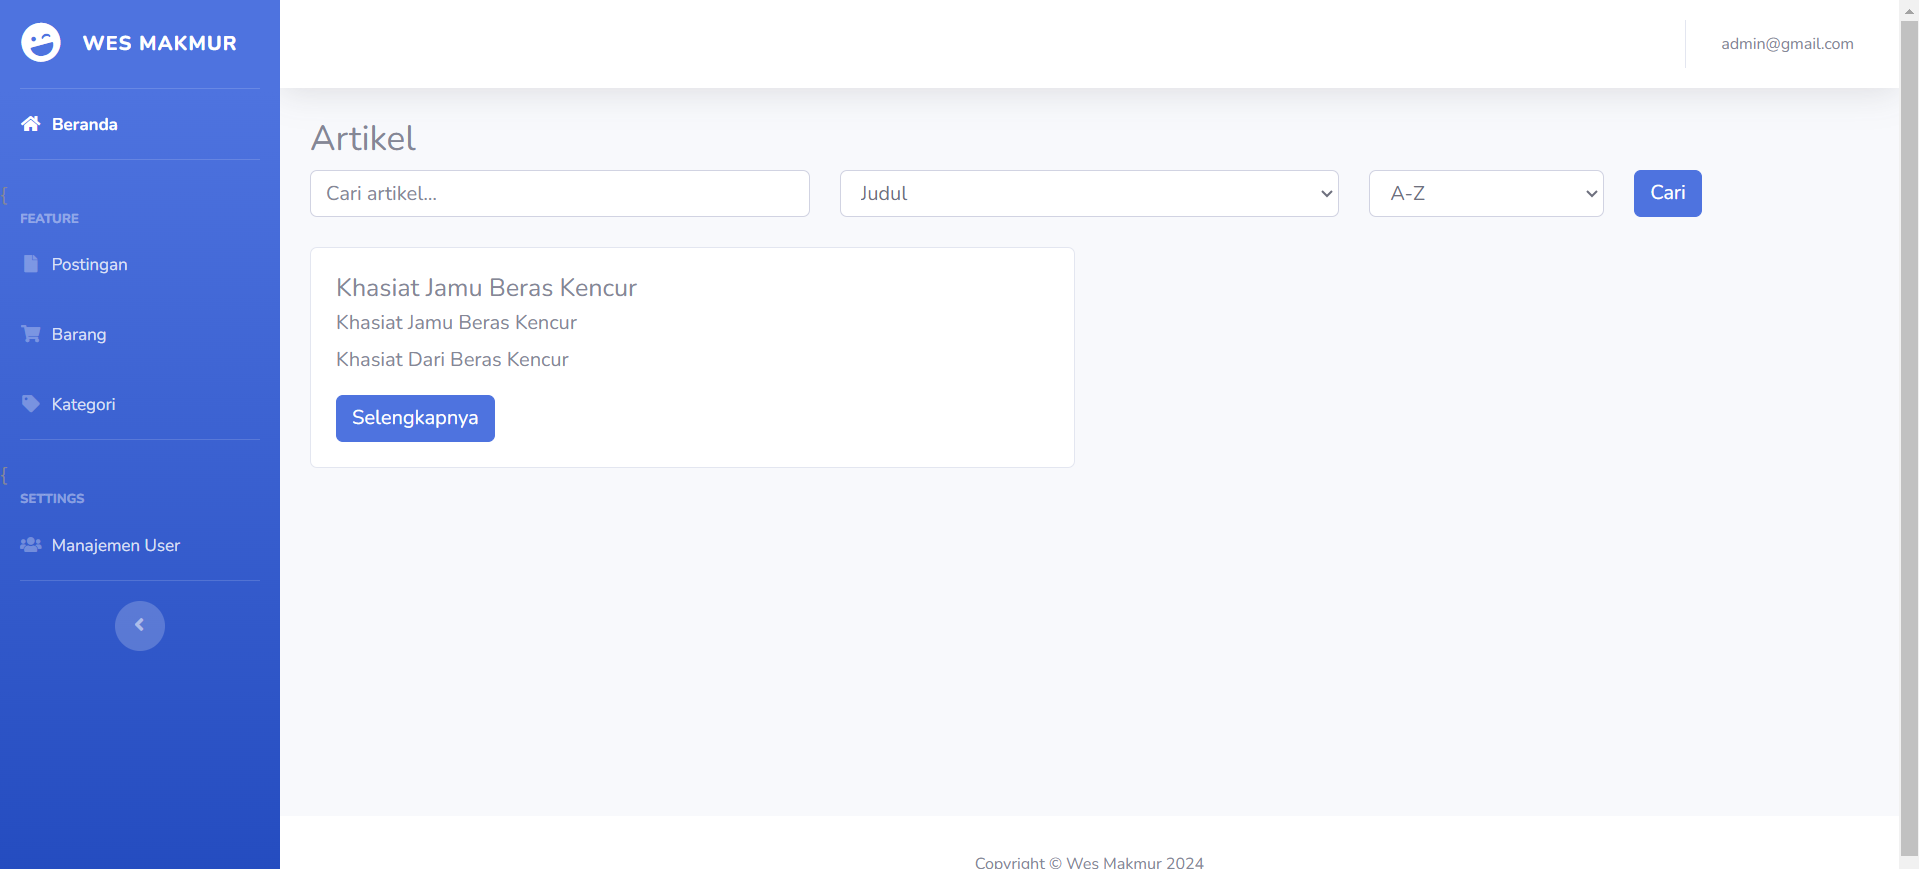 WES MAKMUR
admin@gmail.com
Beranda
{
FEATURE
Postingan
Barang
Kategori
{
SETTINGS
Manajemen User
Artikel
Cari artikel...
Judul
A-Z
Cari
Khasiat Jamu Beras Kencur
Khasiat Jamu Beras Kencur
Khasiat Dari Beras Kencur
Selengkapnya
Copyright © Wes Makmur 2024